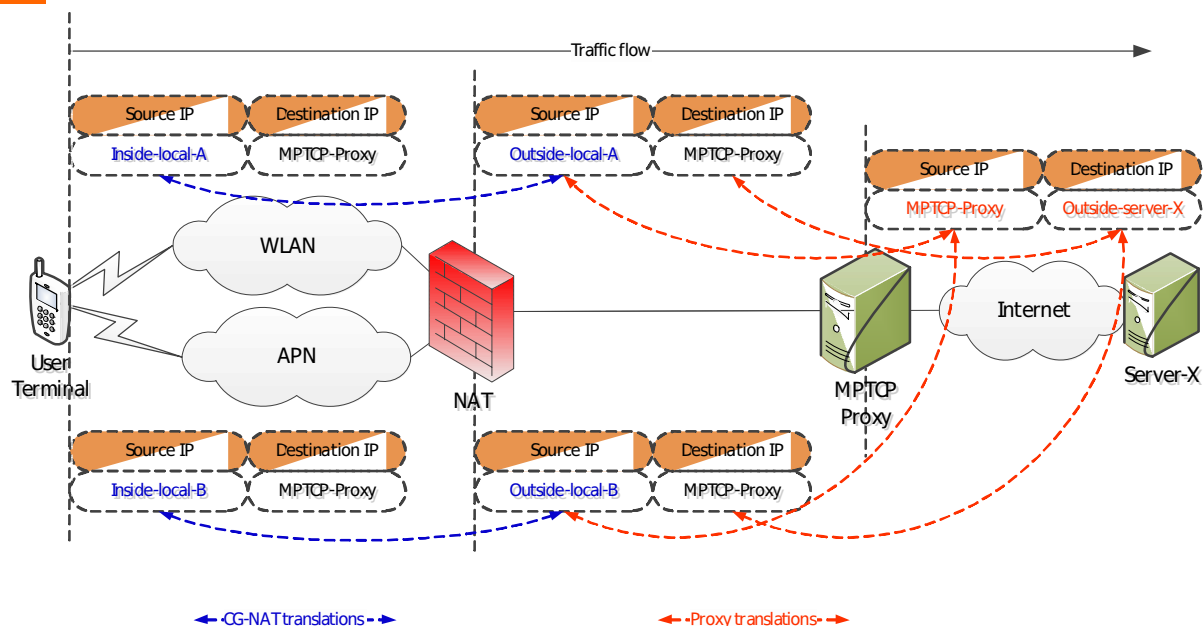 Traffic flow
Source IP
Destination IP
Source IP
Destination IP
Inside-local-A
MPTCP-Proxy
Outside-local-A
MPTCP-Proxy
Source IP
Destination IP
MPTCP-Proxy
Outside-server-X
WLAN
Internet
APN
User
Terminal
NAT
MPTCP
Proxy
Server-X
Source IP
Destination IP
Source IP
Destination IP
Inside-local-B
MPTCP-Proxy
Outside-local-B
MPTCP-Proxy
CG-NAT translations
Proxy translations